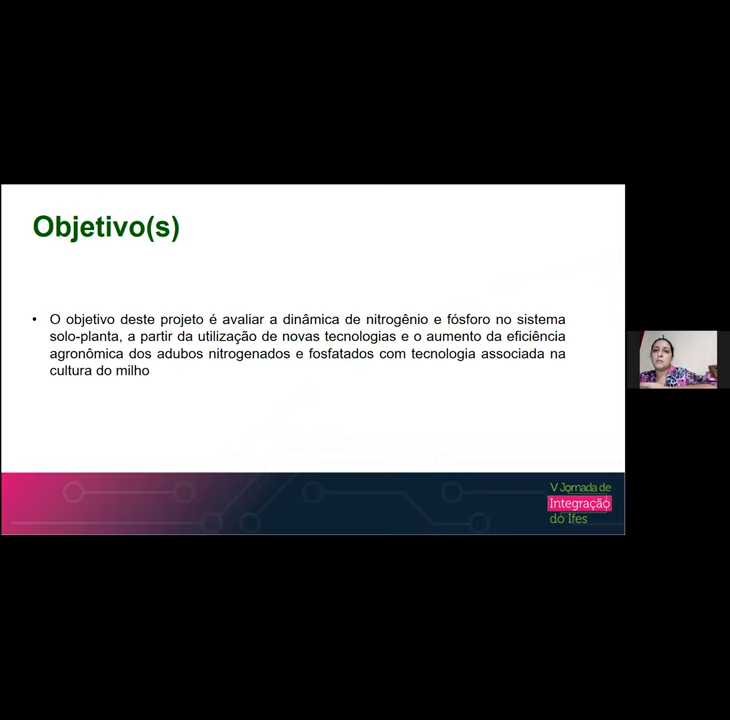 Objetivo(s)
• O objetivo deste projeto é avaliar a dinâmica de nitrogênio e fósforo no sistema
solo-planta, a partir da utilização de novas tecnologias e o aumento da eficiência
agronômica dos adubos nitrogenados e fosfatados com tecnologia associada na
cultura do milho
V Jornada de
Integração
do Ifes